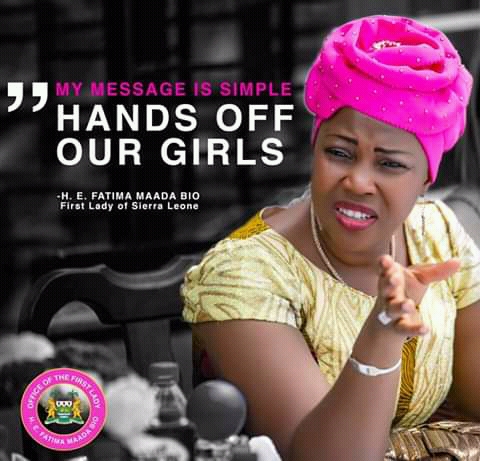 ” MY MESSAGE IS SIMPLE
HANDS OFF
OUR GIRLS
-H. E. FATIMA MAADA BIO
First Lady of Sierra Leone
OFFICE OF THE FIRST LADY
H. E. FATIMA MAADA BIO